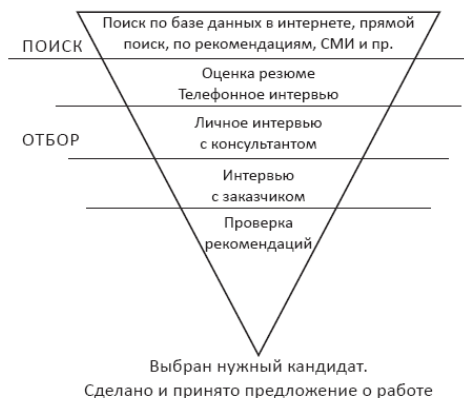 Поиск по базе данных в интернете, прямой
поиск, по рекомендациям, СМИ и пр.
ПОИСК
Оценка резюме
Телефонное интервью
ОТБОР
Личное интервью
с консультантом
Интервью
с заказчиком
Проверка
рекомендаций
Выбран нужный кандидат.
Сделано и принято предложение о работе